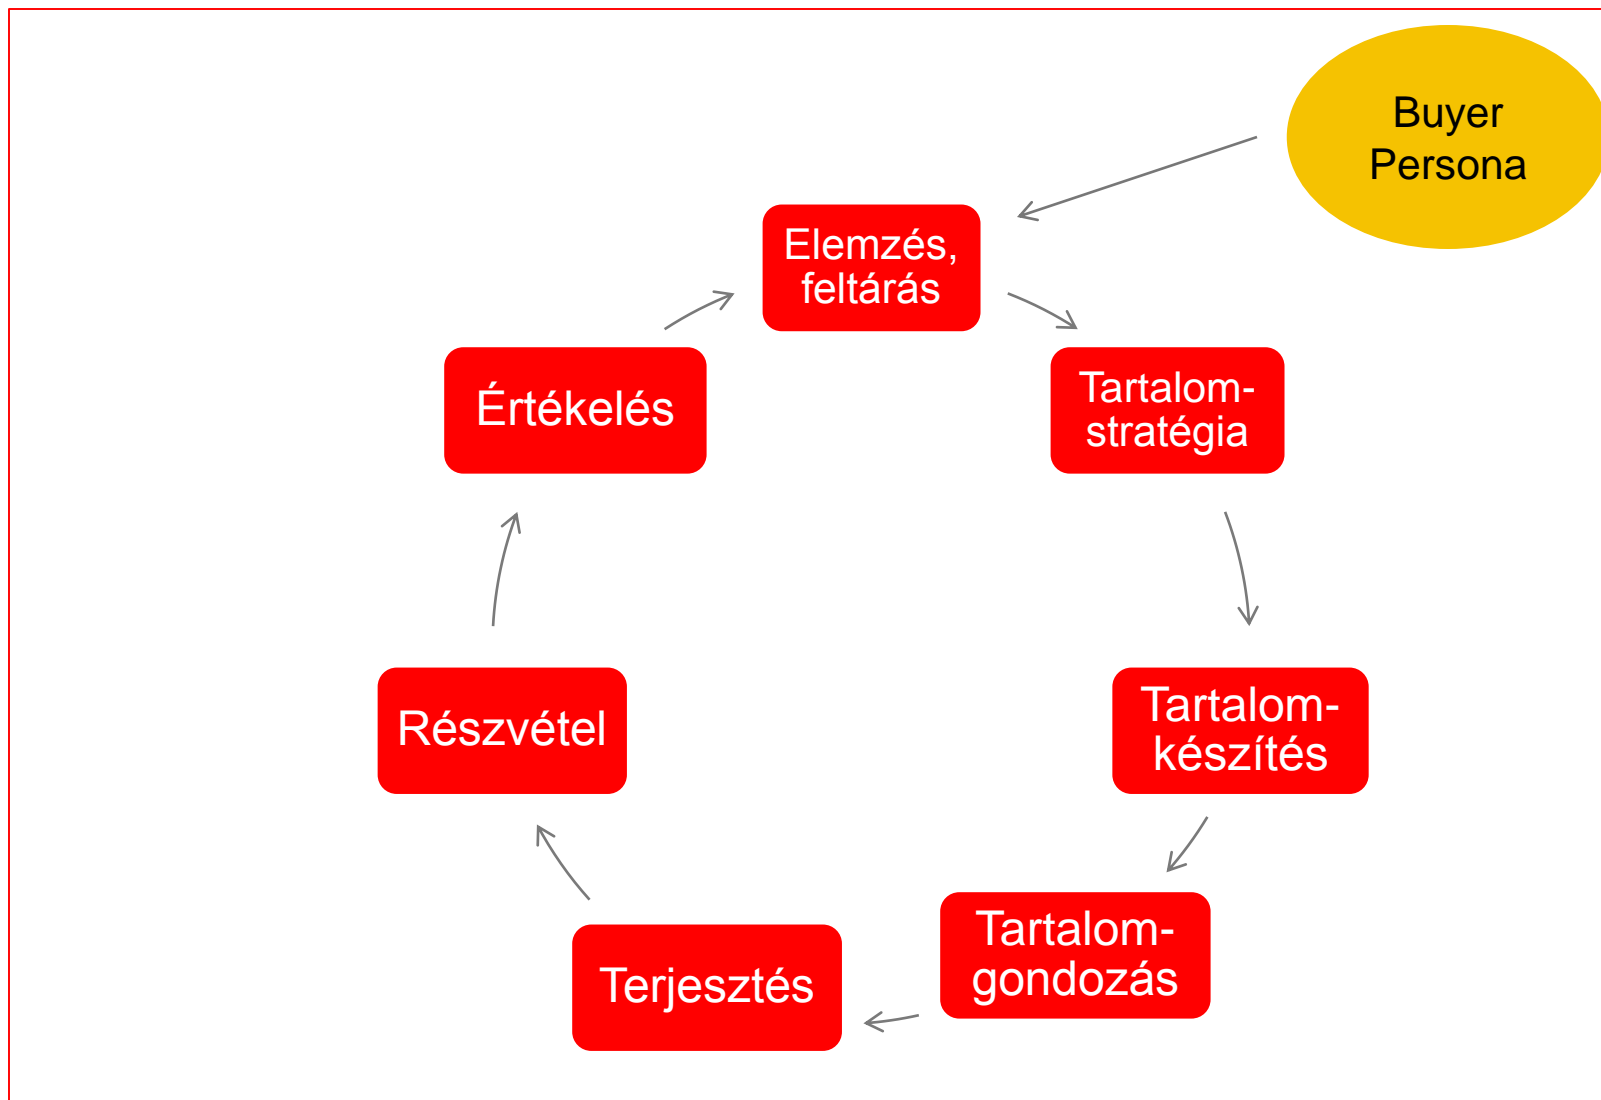 Buyer
Persona
Elemzés,
feltárás
Tartalom-
stratégia
Tartalom-
készítés
Tartalom-
gondozás
Terjesztés
Részvétel
Értékelés